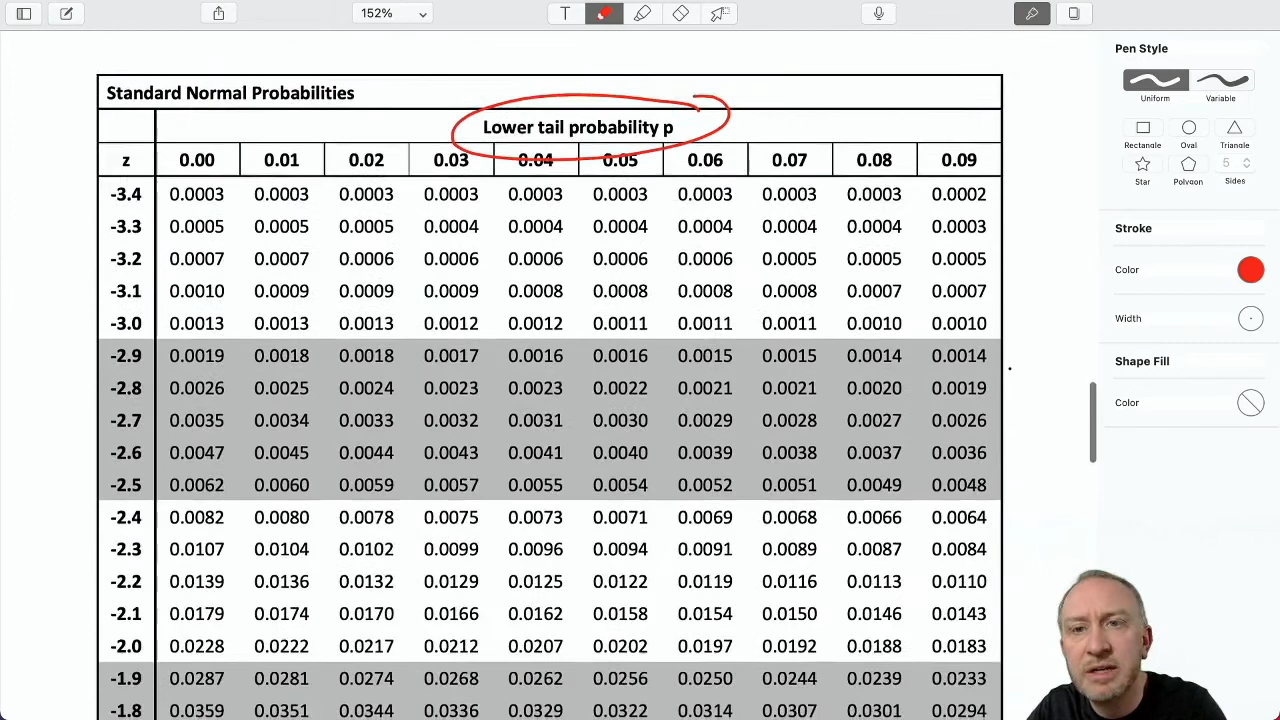 152%
T
Pen Style
Uniform Variable
Rectangle Oval Triangle
Star Polygon Sides
5
Stroke
Color
Width
Shape Fill
Color
Standard Normal Probabilities
Lower tail probability p
z 0.00 0.01 0.02 0.03 0.04 0.05 0.06 0.07 0.08 0.09
-3.4 0.0003 0.0003 0.0003 0.0003 0.0003 0.0003 0.0003 0.0003 0.0003 0.0002
-3.3 0.0005 0.0005 0.0005 0.0004 0.0004 0.0004 0.0004 0.0004 0.0004 0.0003
-3.2 0.0007 0.0007 0.0006 0.0006 0.0006 0.0006 0.0006 0.0005 0.0005 0.0005
-3.1 0.0010 0.0009 0.0009 0.0009 0.0008 0.0008 0.0008 0.0008 0.0007 0.0007
-3.0 0.0013 0.0013 0.0013 0.0012 0.0012 0.0011 0.0011 0.0011 0.0010 0.0010
-2.9 0.0019 0.0018 0.0018 0.0017 0.0016 0.0016 0.0015 0.0015 0.0014 0.0014
-2.8 0.0026 0.0025 0.0024 0.0023 0.0023 0.0022 0.0021 0.0021 0.0020 0.0019
-2.7 0.0035 0.0034 0.0033 0.0032 0.0031 0.0030 0.0029 0.0028 0.0027 0.0026
-2.6 0.0047 0.0045 0.0044 0.0043 0.0041 0.0040 0.0039 0.0038 0.0037 0.0036
-2.5 0.0062 0.0060 0.0059 0.0057 0.0055 0.0054 0.0052 0.0051 0.0049 0.0048
-2.4 0.0082 0.0080 0.0078 0.0075 0.0073 0.0071 0.0069 0.0068 0.0066 0.0064
-2.3 0.0107 0.0104 0.0102 0.0099 0.0096 0.0094 0.0091 0.0089 0.0087 0.0084
-2.2 0.0139 0.0136 0.0132 0.0129 0.0125 0.0122 0.0119 0.0116 0.0113 0.0110
-2.1 0.0179 0.0174 0.0170 0.0166 0.0162 0.0158 0.0154 0.0150 0.0146 0.0143
-2.0 0.0228 0.0222 0.0217 0.0212 0.0207 0.0202 0.0197 0.0192 0.0188 0.0183
-1.9 0.0287 0.0281 0.0274 0.0268 0.0262 0.0256 0.0250 0.0244 0.0239 0.0233
-1.8 0.0359 0.0351 0.0344 0.0336 0.0329 0.0322 0.0314 0.0307 0.0301 0.0294